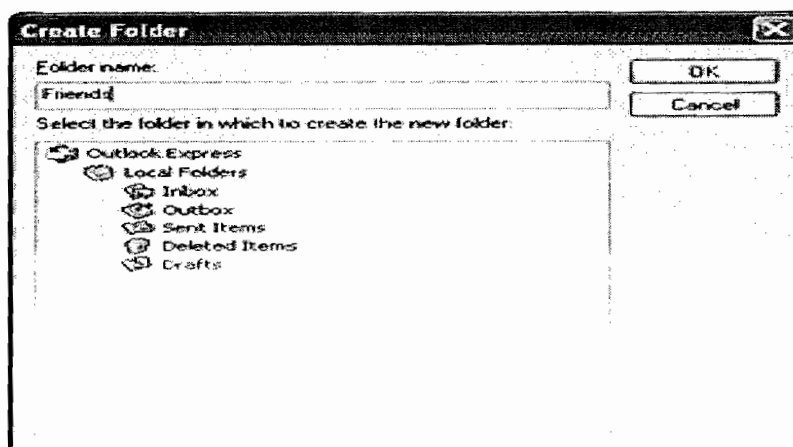 Create Folder
Folder name:
Friends
OK
Cancel
Select the folder in which to create the new folder:
Outlook Express
Local Folders
Inbox
Outbox
Sent Items
Deleted Items
Drafts